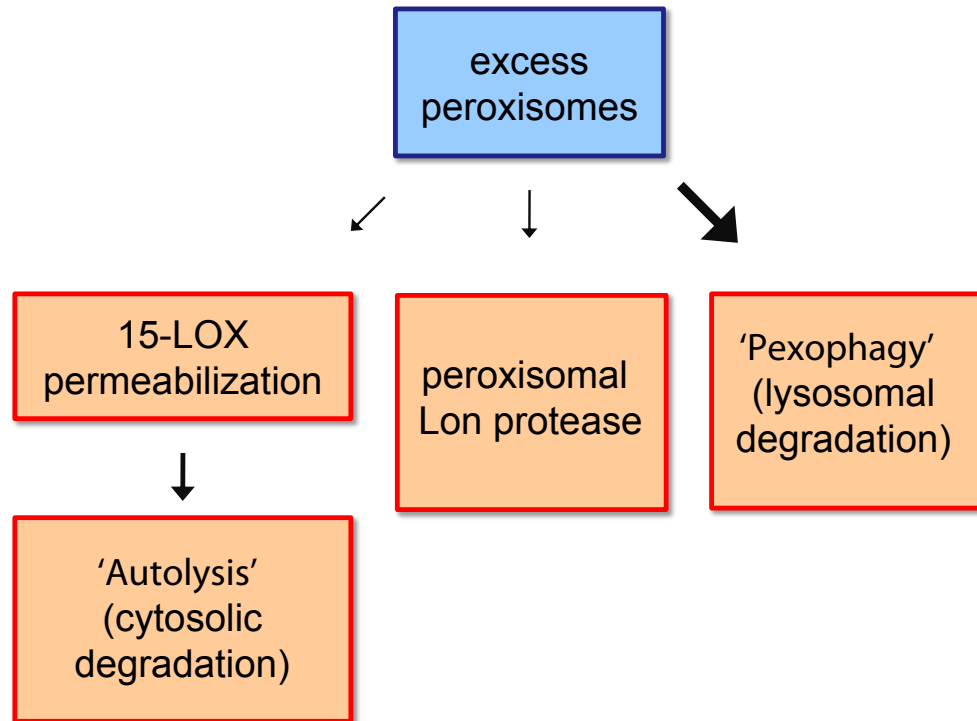 excess
peroxisomes
15-LOX
permeabilization
peroxisomal
Lon protease
‘Pexophagy’
(lysosomal
degradation)
‘Autolysis’
(cytosolic
degradation)